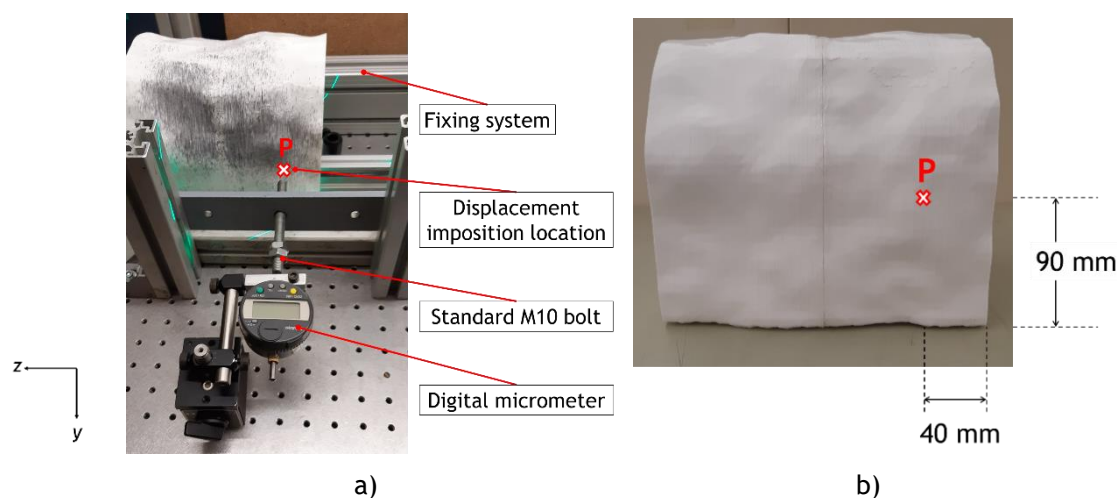 P
Fixing system
Displacement
imposition location
Standard M10 bolt
Digital micrometer
z
y
a)
P
90 mm
40 mm
b)